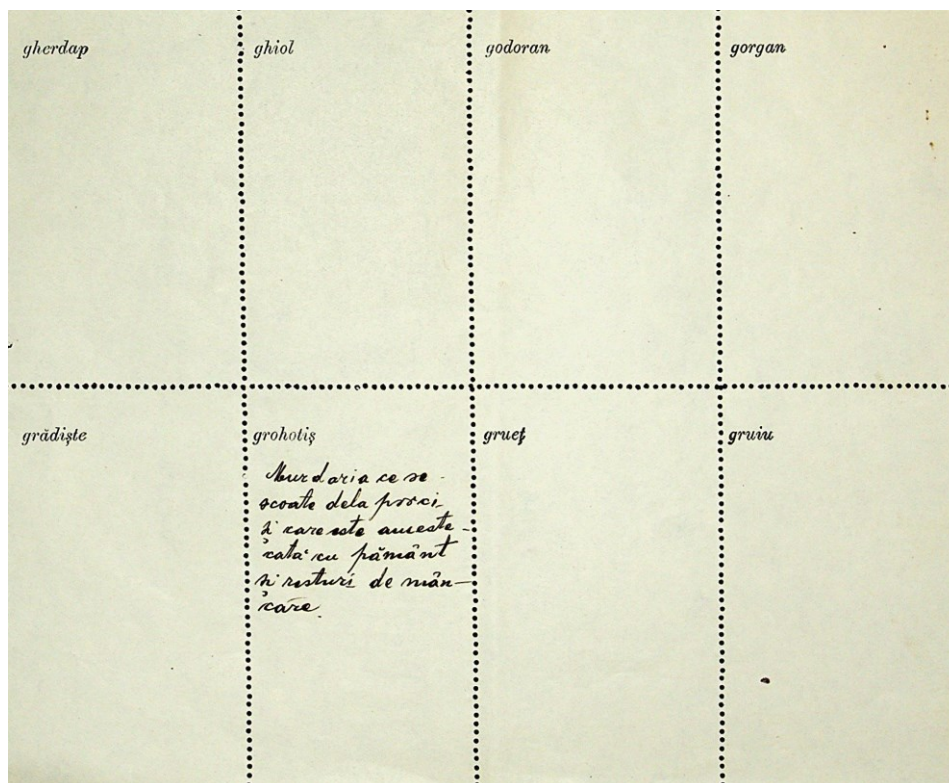 gherdap
ghiol
godoran
gorgan
grădiște
grohotiș
Murdaria ce se
scoate dela porci
și care este ameste-
cată cu pământ
și resturi de mân-
care.
grueț
gruiu